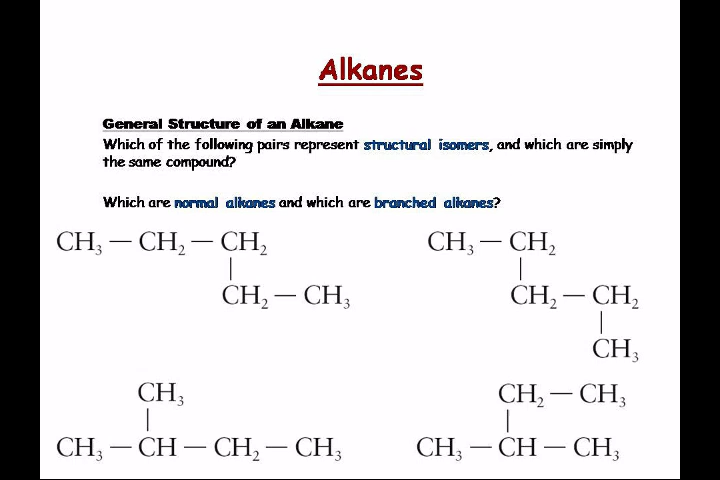 Alkanes
General Structure of an Alkane
Which of the following pairs represent structural isomers, and which are simply
the same compound?
Which are normal alkanes and which are branched alkanes?
CH₃ — CH₂ — CH₂
CH₂ — CH₃
CH₃ — CH₂
CH₂ — CH₂
CH₃
CH₃
CH₃ — CH — CH₂ — CH₃
CH₂ — CH₃
CH₃ — CH — CH₃